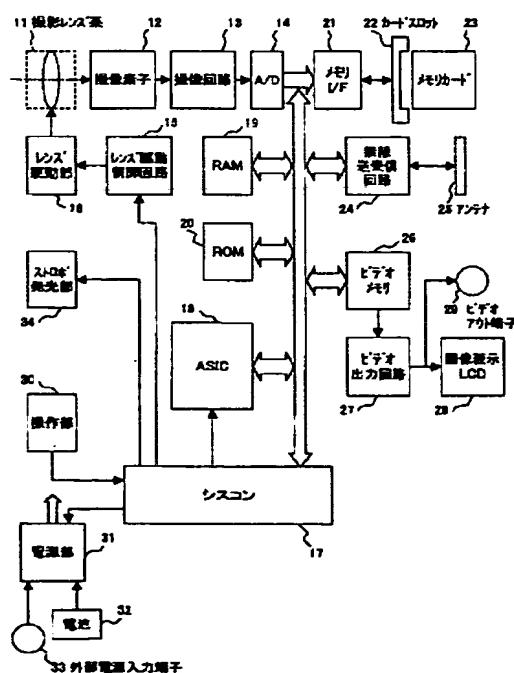 11 撮影レンズ系
12
撮像素子
13
撮像回路
14
A/D
21
メモリ
I/F
22 カードスロット
23
メモリカード
レンズ
駆動部
16
15
レンズ駆動
制御回路
19
RAM
無線
送受信
回路
24
25 アンテナ
20
ROM
26
ビデオ
メモリ
29
ビデオ
アウト端子
ストロボ
発光部
34
18
ASIC
ビデオ
出力回路
27
画像表示
LCD
28
30
操作部
シスコン
17
電源部
31
電池
32
33 外部電源入力端子